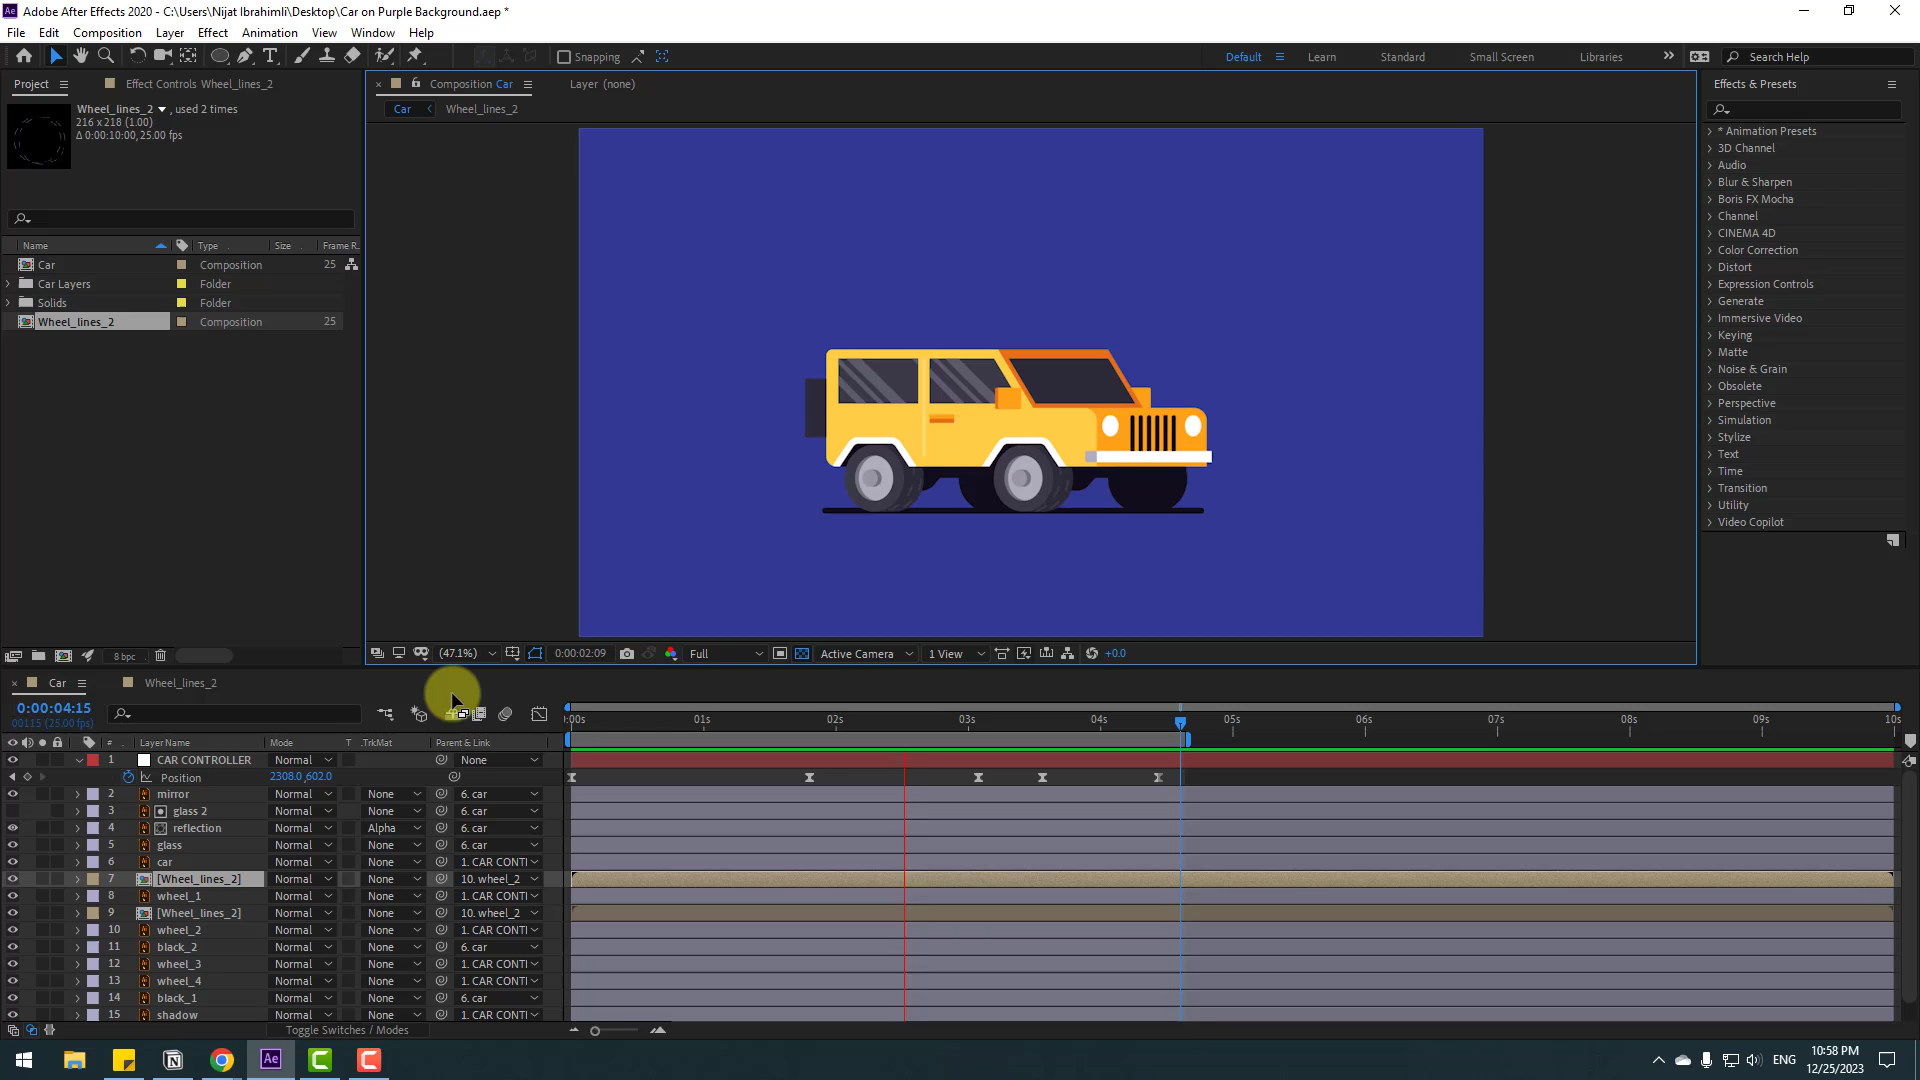 Adobe After Effects 2020 - C:\Users\Nijat Ibrahimli\Desktop\Car on Purple Background.aep *
File Edit Composition Layer Effect Animation View Window Help
Snapping Default Learn Standard Small Screen Libraries Search Help
Project Effect Controls Wheel_lines_2
Composition Car Layer (none)
Effects & Presets
Wheel_lines_2 , used 2 times
216 x 218 (1.00)
Δ 0:00:10:00, 25.00 fps
Car Wheel_lines_2
Name Type Size Frame R..
Car Composition 25
Car Layers Folder
Solids Folder
Wheel_lines_2 Composition 25
* Animation Presets
3D Channel
Audio
Blur & Sharpen
Boris FX Mocha
Channel
CINEMA 4D
Color Correction
Distort
Expression Controls
Generate
Immersive Video
Keying
Matte
Noise & Grain
Obsolete
Perspective
Simulation
Stylize
Text
Time
Transition
Utility
Video Copilot
8 bpc
(47.1%) 0:00:02:09 Full Active Camera 1 View +0.0
Car Wheel_lines_2
0:00:04:15
00115 (25.00 fps)
:00s 01s 02s 03s 04s 05s 06s 07s 08s 09s 10s
# Layer Name Mode T .TrkMat Parent & Link
1 CAR CONTROLLER Normal None
Position 2308.0,602.0
2 mirror Normal None 6. car
3 glass 2 Normal None 6. car
4 reflection Normal Alpha 6. car
5 glass Normal None 6. car
6 car Normal None 1. CAR CONTI
7 [Wheel_lines_2] Normal None 10. wheel_2
8 wheel_1 Normal None 1. CAR CONTI
9 [Wheel_lines_2] Normal None 10. wheel_2
10 wheel_2 Normal None 1. CAR CONTI
11 black_2 Normal None 6. car
12 wheel_3 Normal None 1. CAR CONTI
13 wheel_4 Normal None 1. CAR CONTI
14 black_1 Normal None 6. car
15 shadow Normal None 1. CAR CONTI
Toggle Switches / Modes
Ae
ENG
10:58 PM
12/25/2023